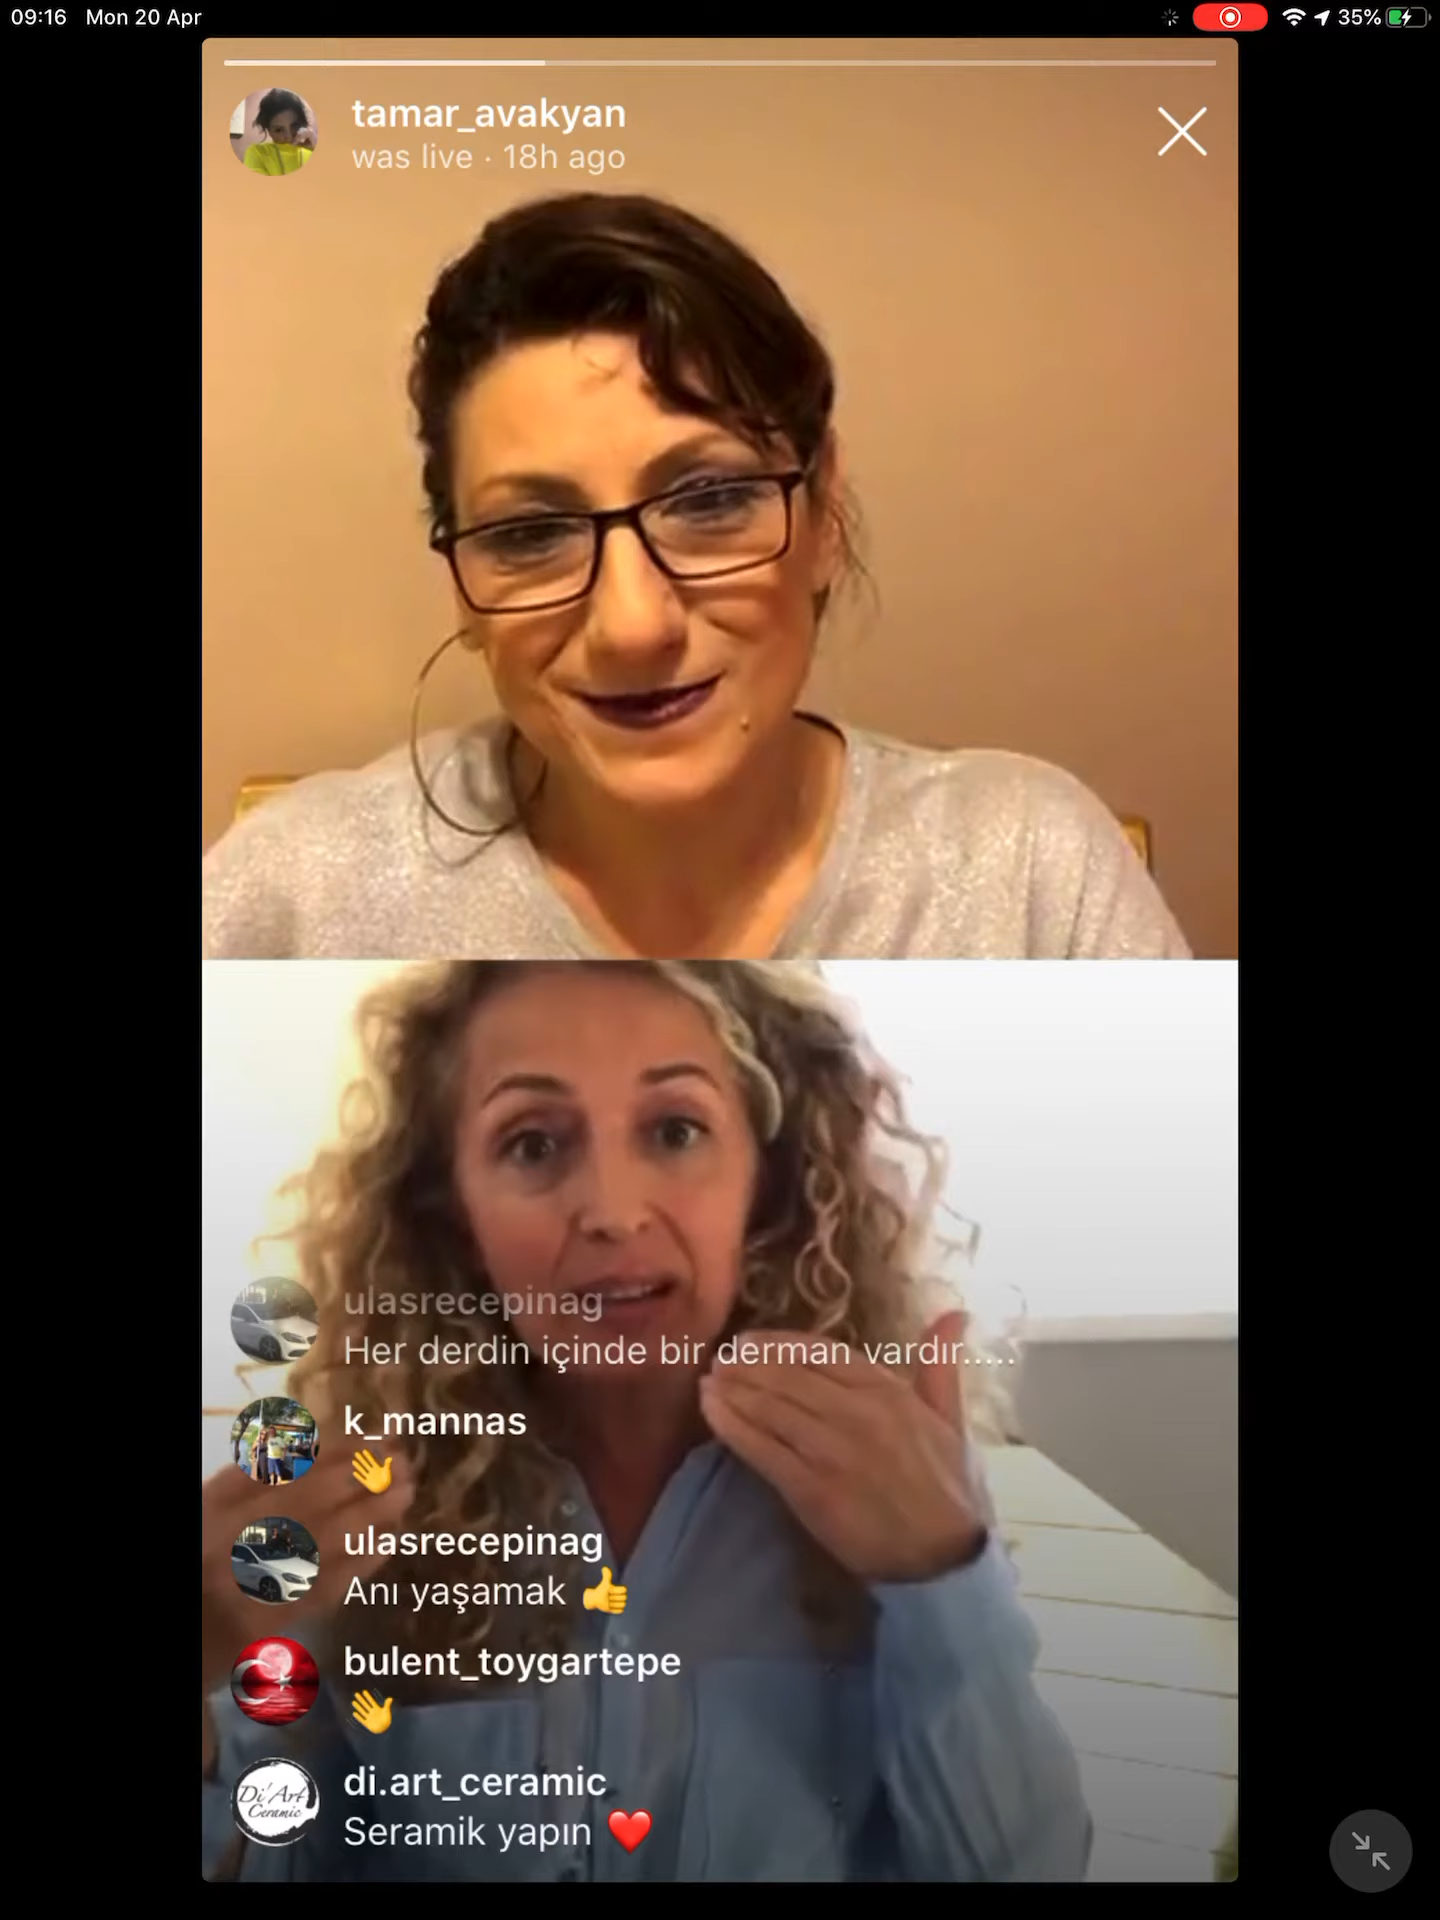 09:16 Mon 20 Apr
35%
tamar_avakyan
was live · 18h ago
ulasrecepinag
Her derdin içinde bir derman vardır.....
k_mannas
👋
ulasrecepinag
Anı yaşamak 👍
bulent_toygartepe
👋
Di'Art
Ceramic
di.art_ceramic
Seramik yapın ❤️